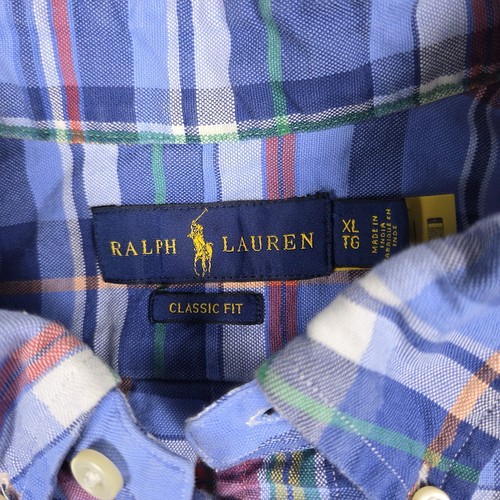 RALPH LAUREN
XL
TG
MADE IN
INDIA
FABRIQUÉ EN
INDE
CLASSIC FIT